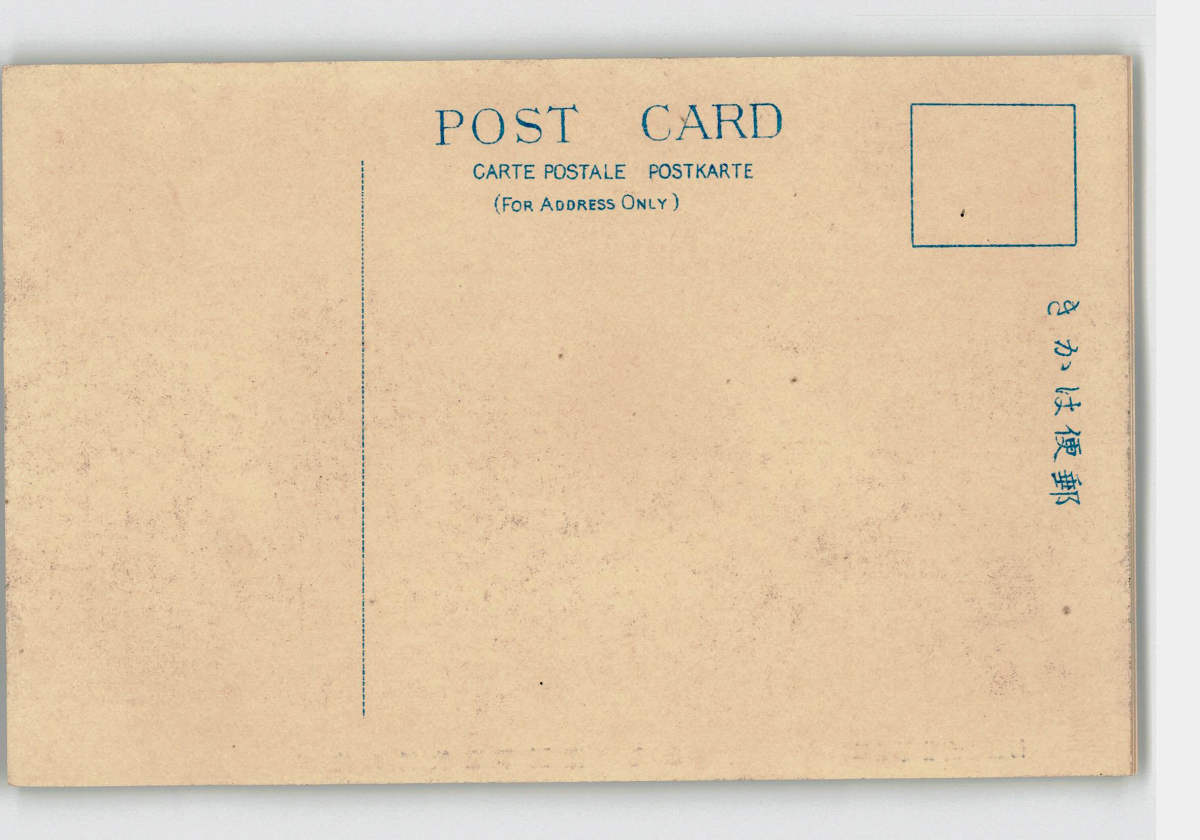 POST CARD
CARTE POSTALE POSTKARTE
(FOR ADDRESS ONLY)
きかは便郵